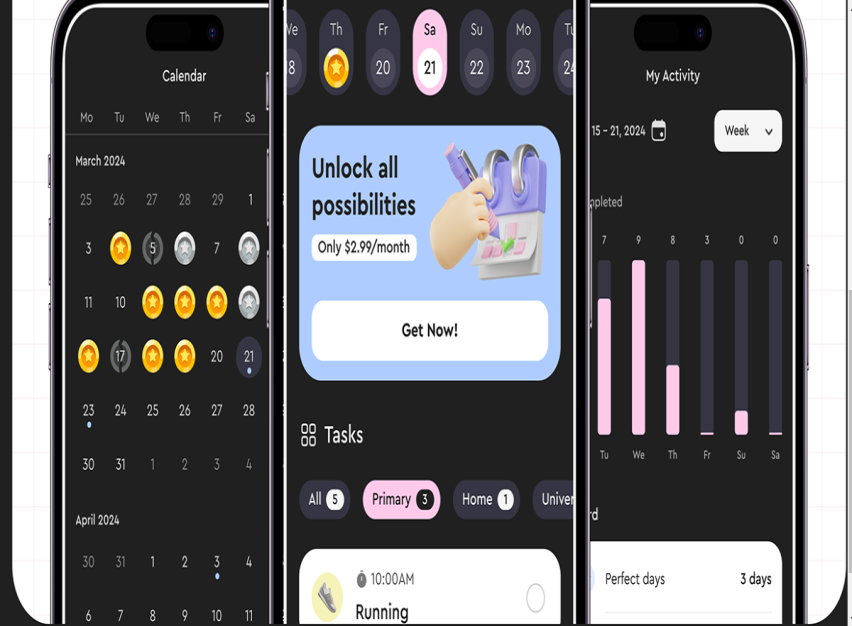 Calendar
Mo Tu We Th Fr Sa
March 2024
25 26 27 28 29 1
3 5 7
11 10
17 20 21
23 24 25 26 27 28
30 31 1 2 3 4
April 2024
30 31 1 2 3 4
6 7 8 9 10 11
We Th Fr Sa Su Mo Tu
8 20 21 22 23 24
Unlock all
possibilities
Only $2.99/month
Get Now!
Tasks
All 5 Primary 3 Home 1 Univer
10:00AM
Running
My Activity
15 – 21, 2024 Week
mpleted
7 9 8 3 0 0
Tu We Th Fr Su Sa
rd
Perfect days 3 days